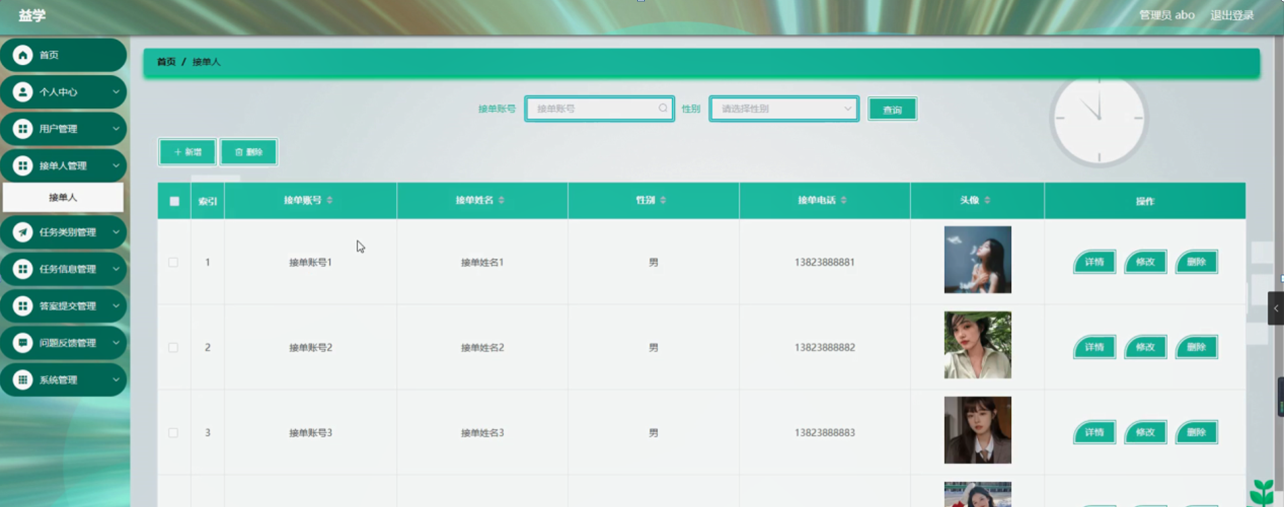 益学
管理员 abo 退出登录
首页
个人中心
用户管理
接单人管理
接单人
任务类别管理
任务信息管理
答案提交管理
问题反馈管理
系统管理
首页 / 接单人
接单账号 接单账号 性别 请选择性别 查询
+ 新增 删除
索引 接单账号 接单姓名 性别 接单电话 头像 操作
1 接单账号1 接单姓名1 男 13823888881 详情 修改 删除
2 接单账号2 接单姓名2 男 13823888882 详情 修改 删除
3 接单账号3 接单姓名3 男 13823888883 详情 修改 删除